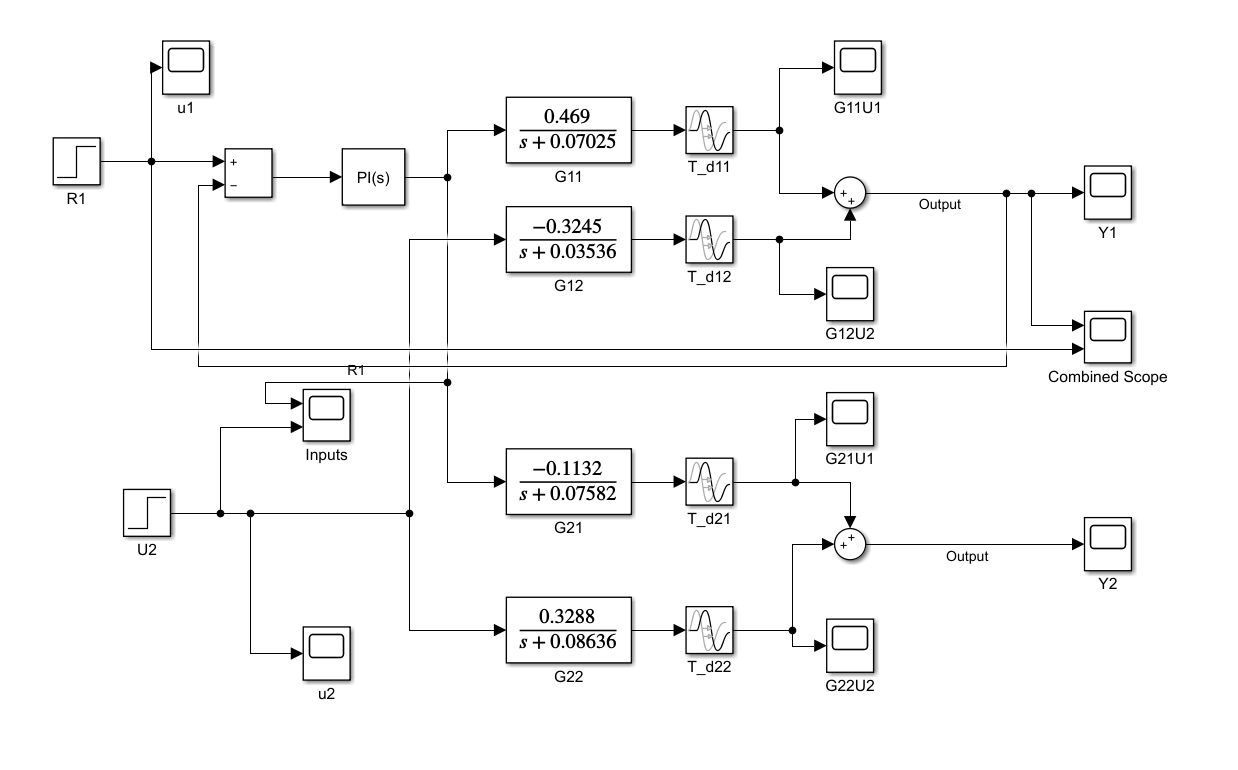 u1
R1
+
−
PI(s)
0.469
s + 0.07025
G11
T_d11
G11U1
−0.3245
s + 0.03536
G12
T_d12
+
+
Output
Y1
G12U2
Combined Scope
R1
Inputs
U2
u2
−0.1132
s + 0.07582
G21
T_d21
G21U1
+
+
Output
Y2
0.3288
s + 0.08636
G22
T_d22
G22U2